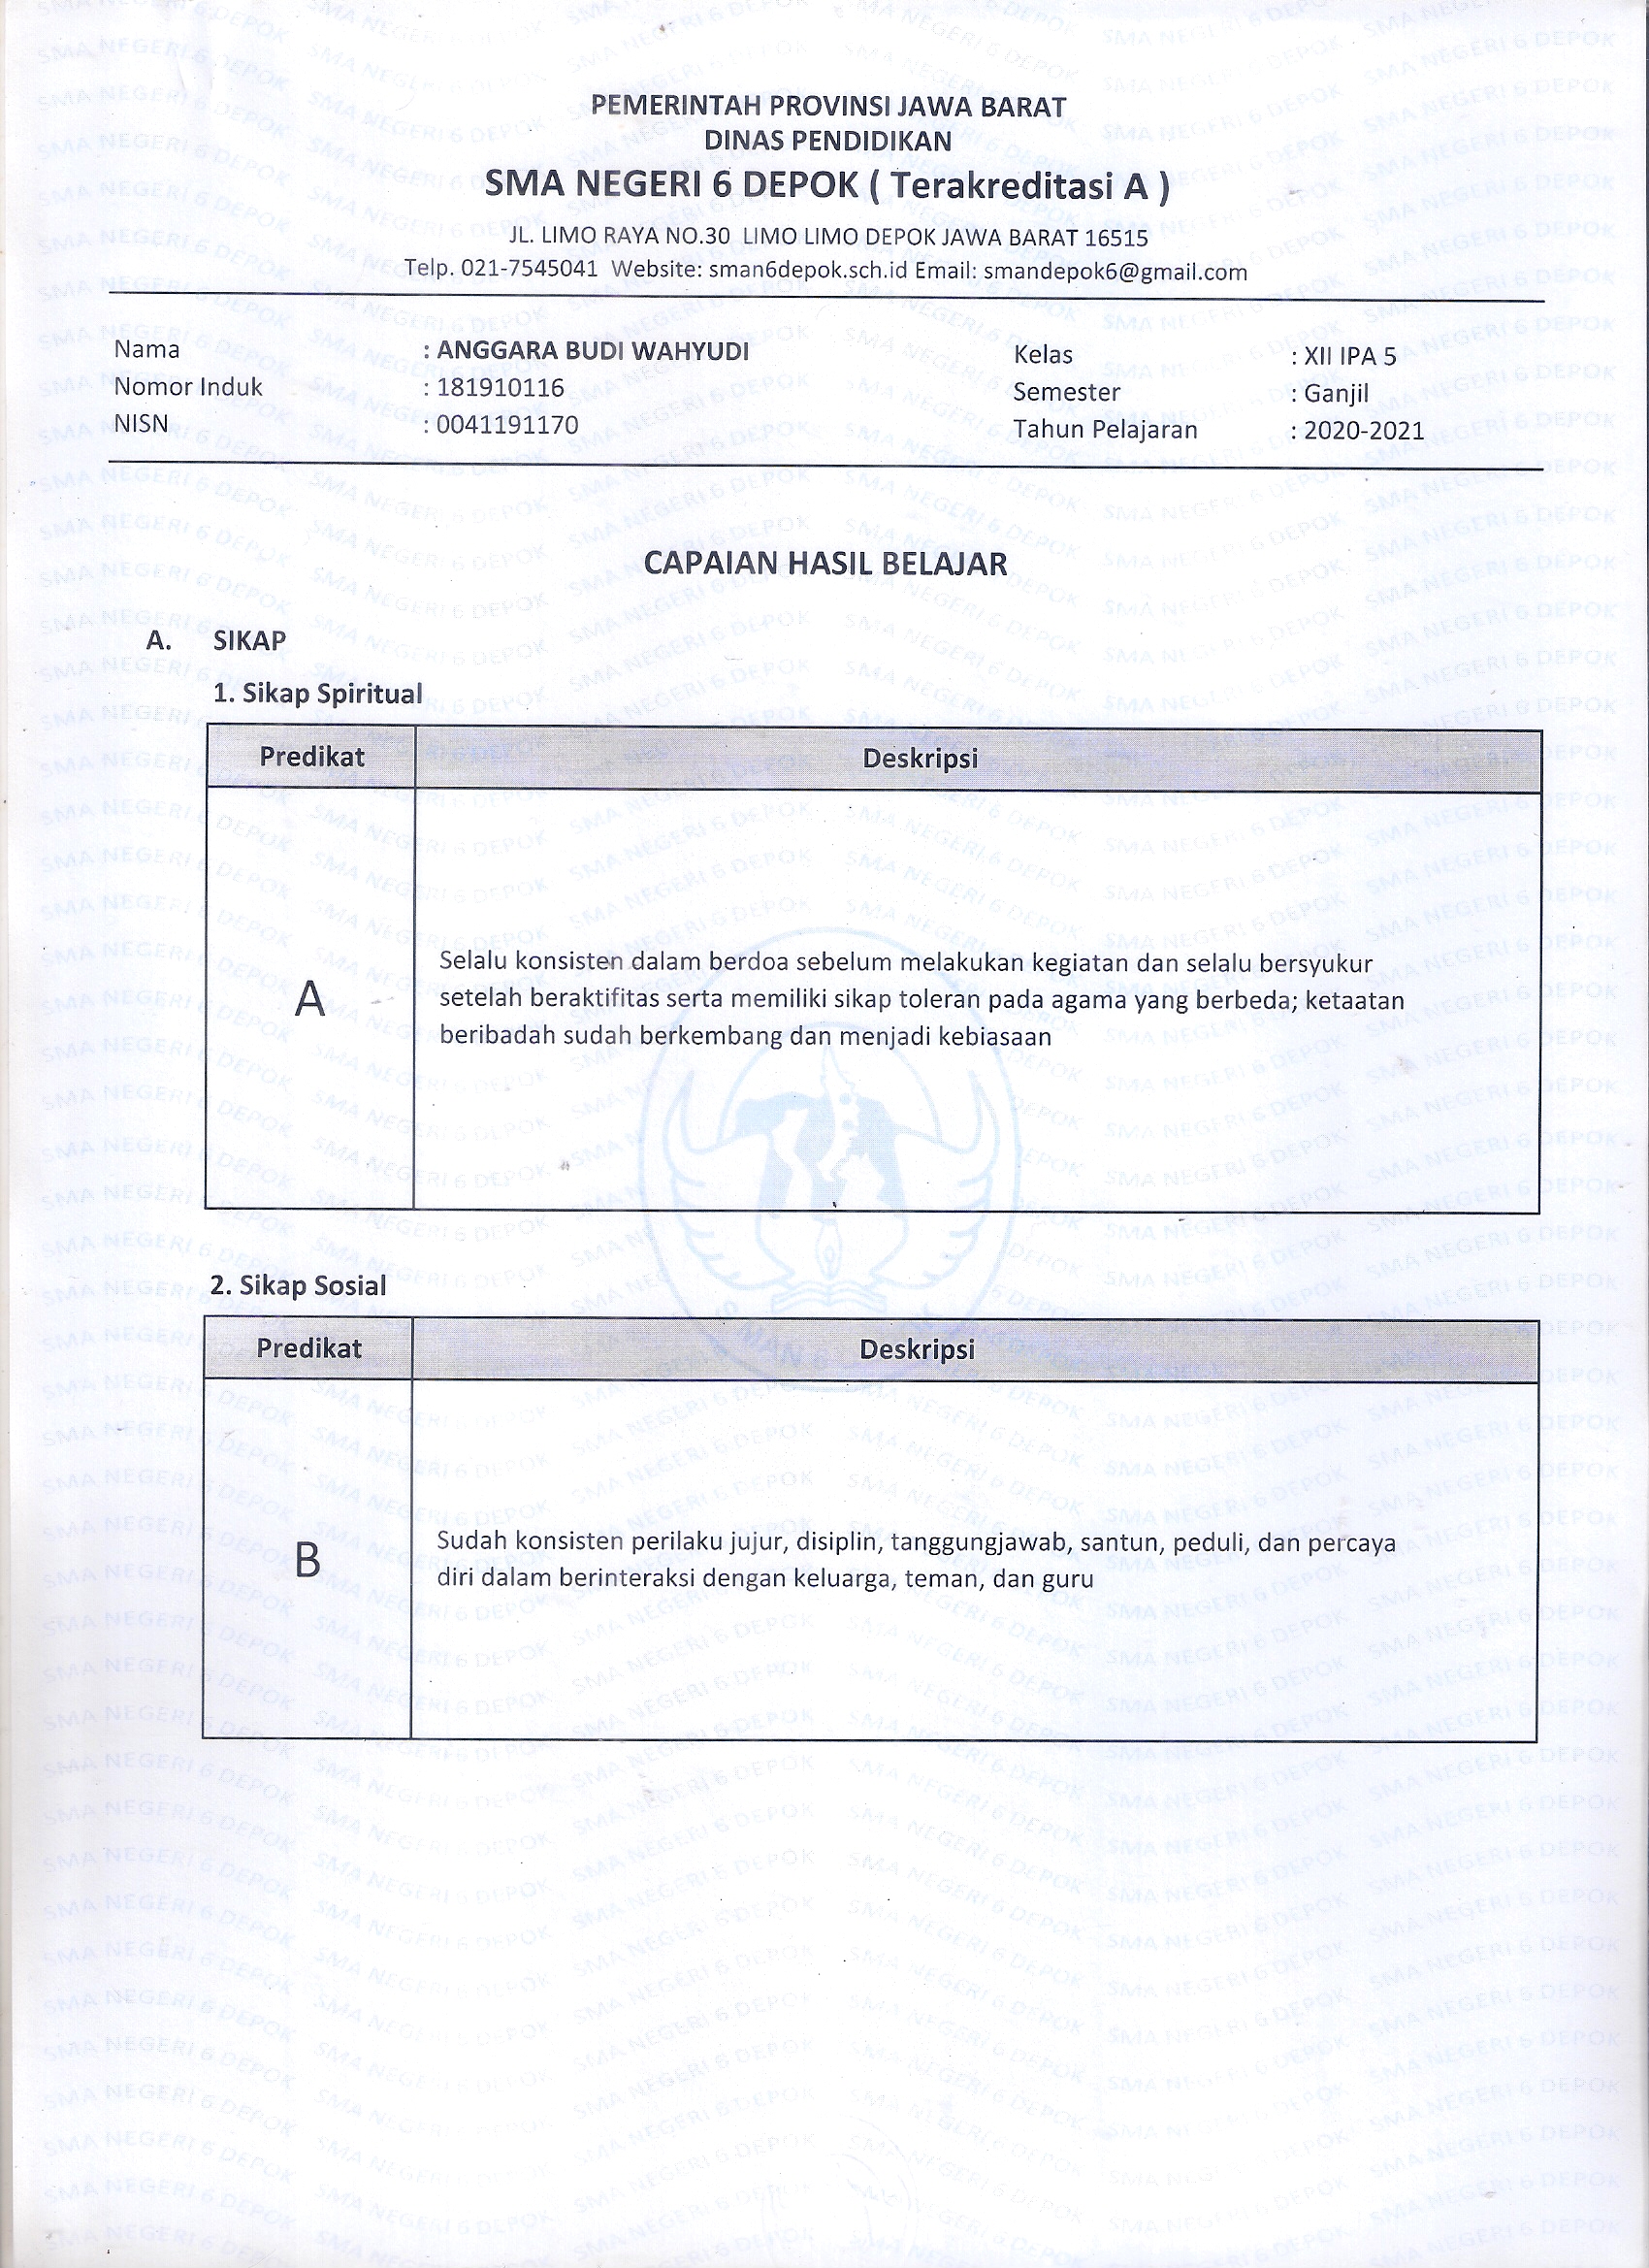 PEMERINTAH PROVINSI JAWA BARAT
DINAS PENDIDIKAN
SMA NEGERI 6 DEPOK ( Terakreditasi A )
JL. LIMO RAYA NO.30 LIMO LIMO DEPOK JAWA BARAT 16515
Telp. 021-7545041 Website: sman6depok.sch.id Email: smandepok6@gmail.com
Nama : ANGGARA BUDI WAHYUDI Kelas : XII IPA 5
Nomor Induk : 181910116 Semester : Ganjil
NISN : 0041191170 Tahun Pelajaran : 2020-2021
CAPAIAN HASIL BELAJAR
A. SIKAP
1. Sikap Spiritual
Predikat Deskripsi
A
Selalu konsisten dalam berdoa sebelum melakukan kegiatan dan selalu bersyukur
setelah beraktifitas serta memiliki sikap toleran pada agama yang berbeda; ketaatan
beribadah sudah berkembang dan menjadi kebiasaan
2. Sikap Sosial
Predikat Deskripsi
B
Sudah konsisten perilaku jujur, disiplin, tanggungjawab, santun, peduli, dan percaya
diri dalam berinteraksi dengan keluarga, teman, dan guru